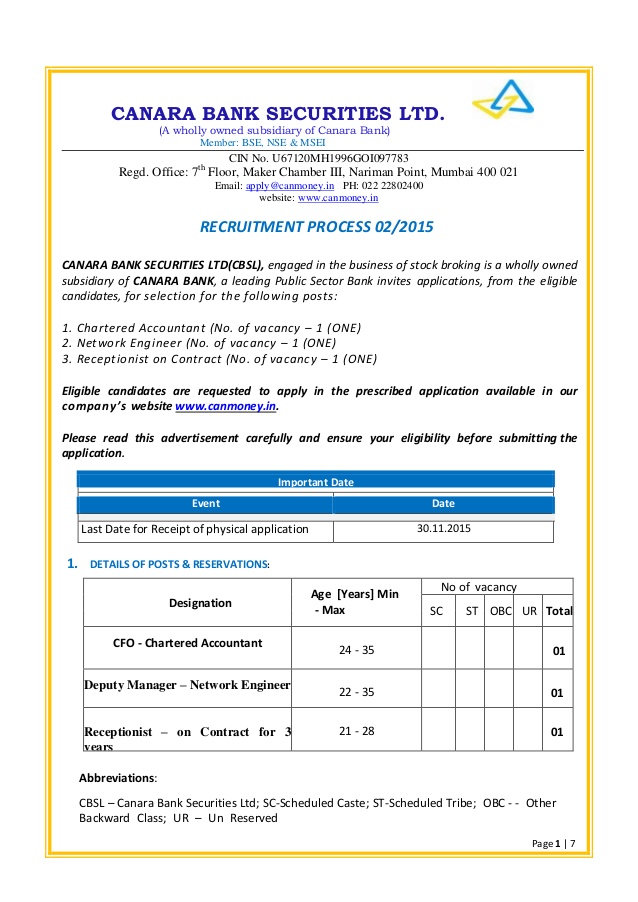 CANARA BANK SECURITIES LTD.
(A wholly owned subsidiary of Canara Bank)
Member: BSE, NSE & MSEI
CIN No. U67120MH1996GOI097783
Regd. Office: 7th Floor, Maker Chamber III, Nariman Point, Mumbai 400 021
Email: apply@canmoney.in PH: 022 22802400
website: www.canmoney.in
RECRUITMENT PROCESS 02/2015
CANARA BANK SECURITIES LTD(CBSL), engaged in the business of stock broking is a wholly owned
subsidiary of CANARA BANK, a leading Public Sector Bank invites applications, from the eligible
candidates, for selection for the following posts:
1. Chartered Accountant (No. of vacancy – 1 (ONE)
2. Network Engineer (No. of vacancy – 1 (ONE)
3. Receptionist on Contract (No. of vacancy – 1 (ONE)
Eligible candidates are requested to apply in the prescribed application available in our
company's website www.canmoney.in.
Please read this advertisement carefully and ensure your eligibility before submitting the
application.
Important Date
Event Date
Last Date for Receipt of physical application 30.11.2015
1. DETAILS OF POSTS & RESERVATIONS:
Designation Age [Years] Min - Max No of vacancy
SC ST OBC UR Total
CFO - Chartered Accountant 24 - 35 01
Deputy Manager – Network Engineer 22 - 35 01
Receptionist – on Contract for 3 years 21 - 28 01
Abbreviations:
CBSL – Canara Bank Securities Ltd; SC-Scheduled Caste; ST-Scheduled Tribe; OBC - - Other
Backward Class; UR – Un Reserved
Page 1 | 7